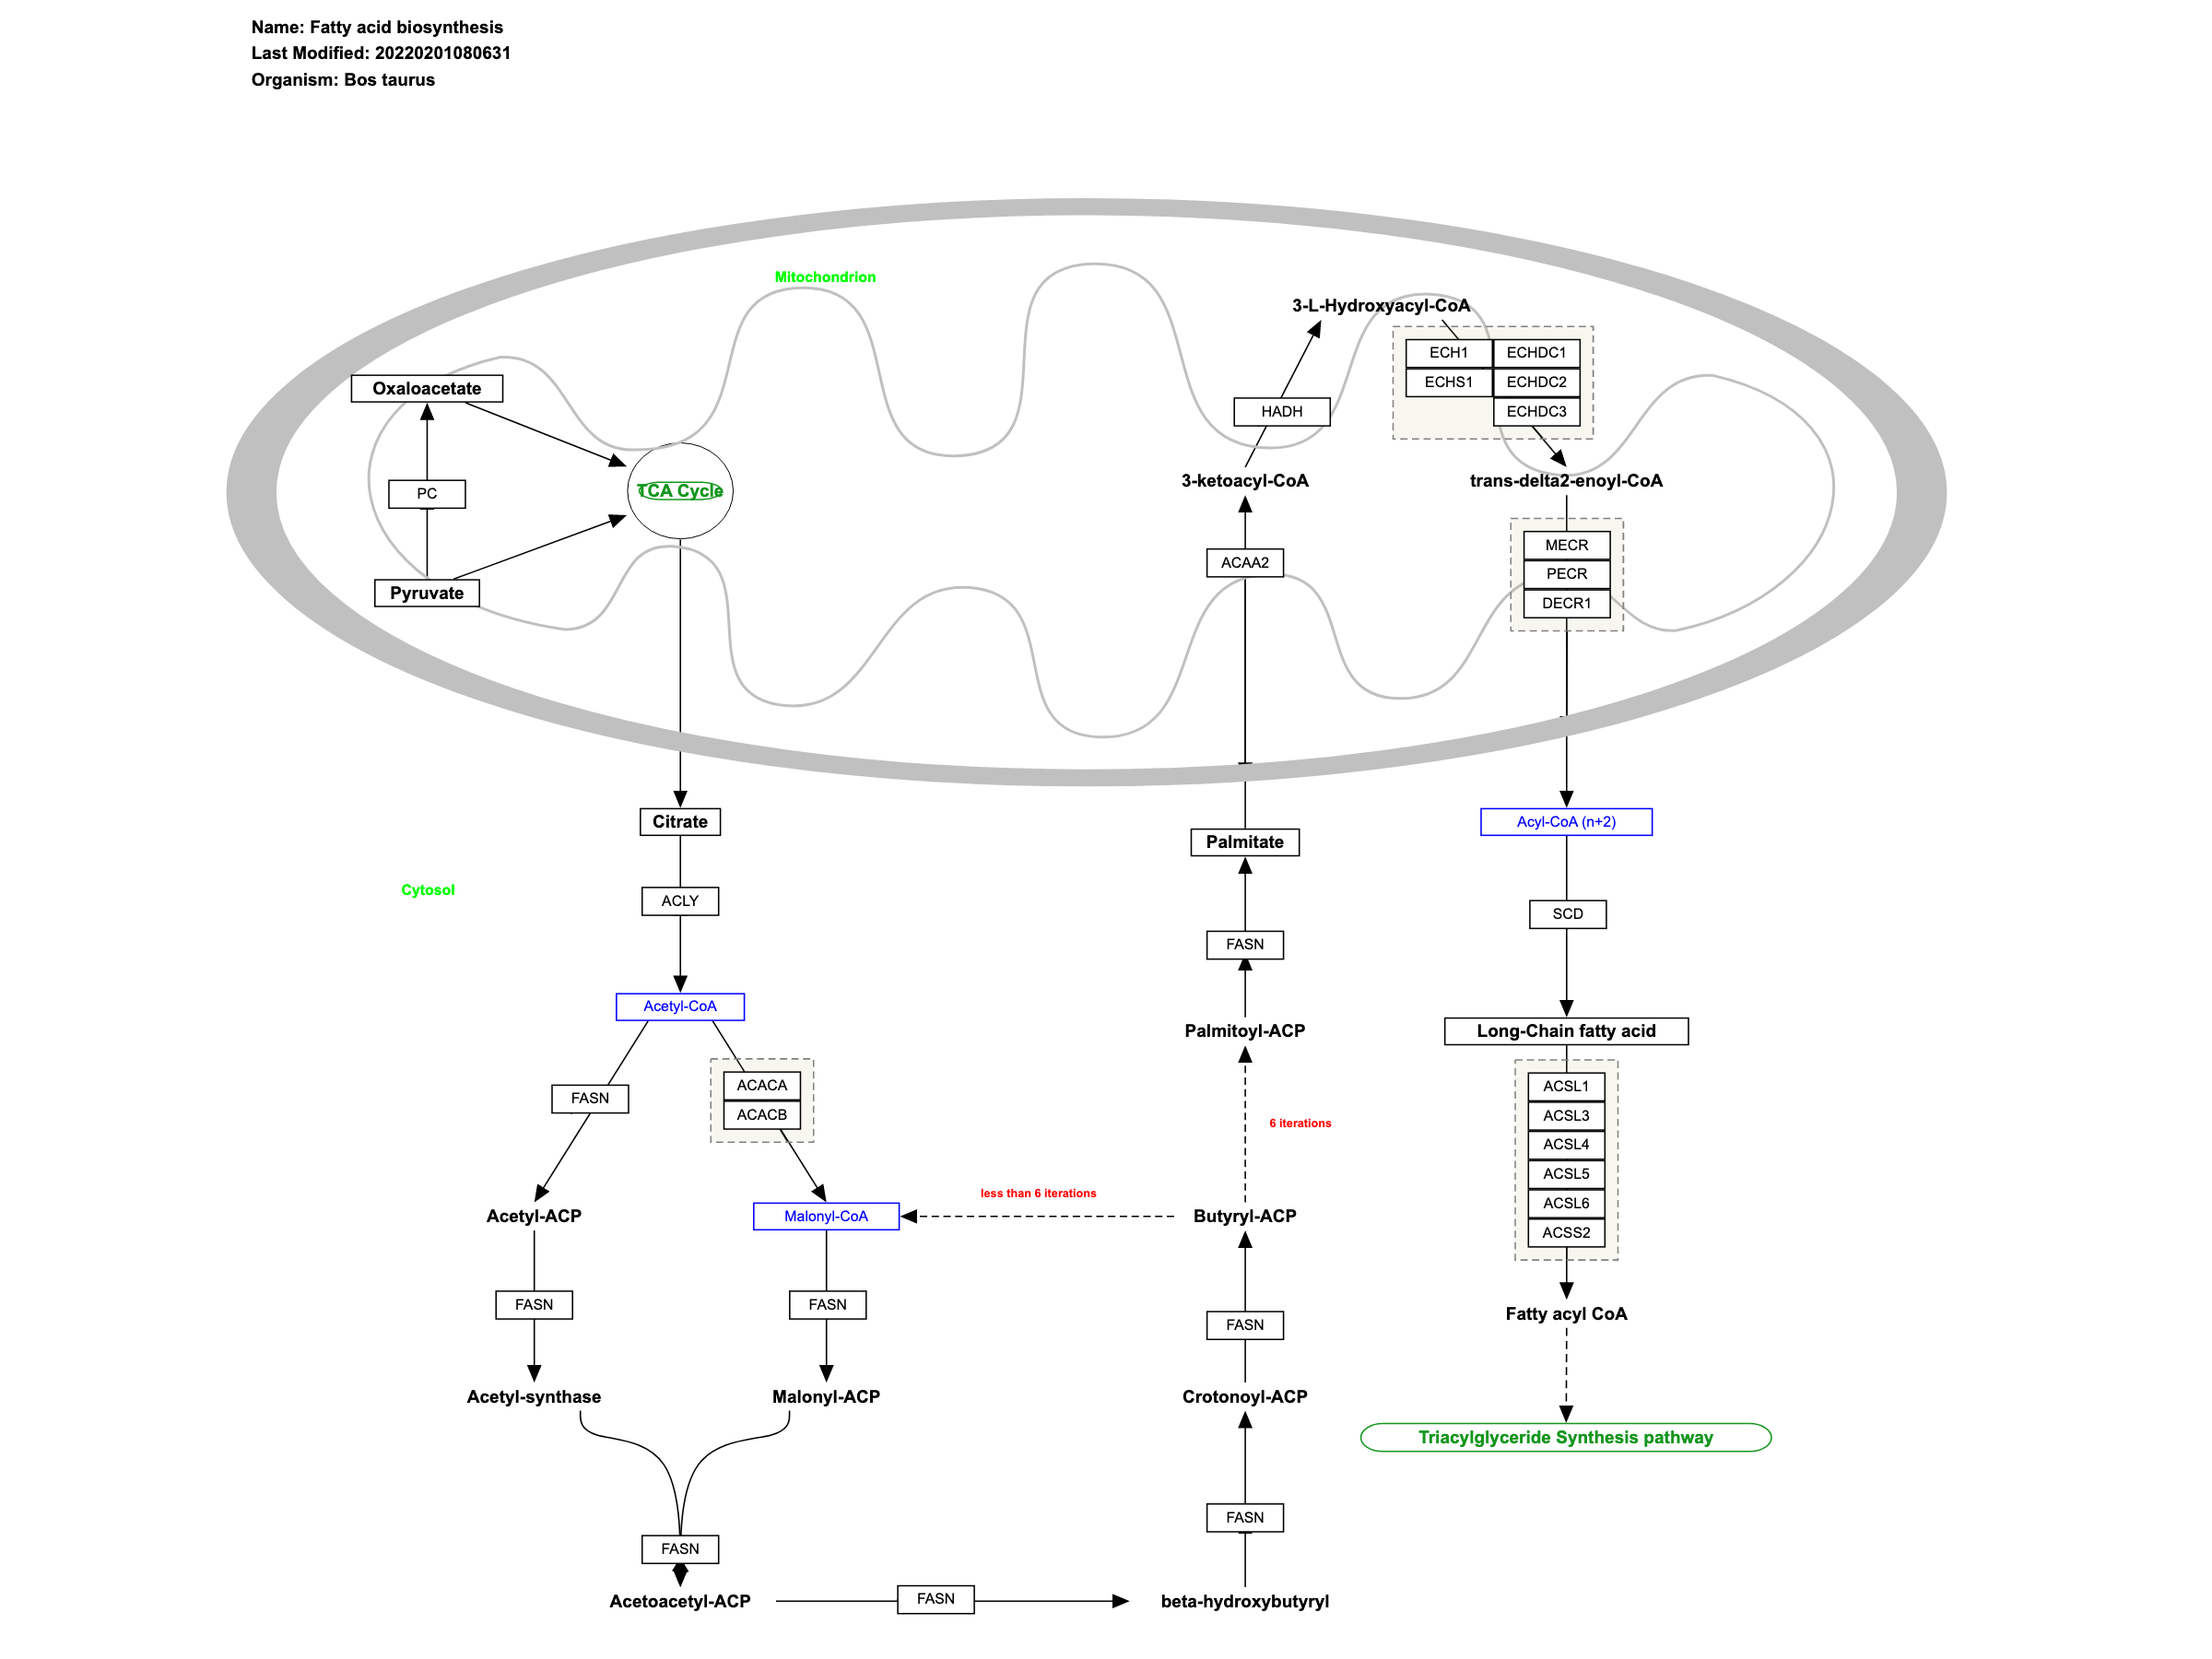 Name: Fatty acid biosynthesis
Last Modified: 20220201080631
Organism: Bos taurus
Mitochondrion
3-L-Hydroxyacyl-CoA
ECH1
ECHDC1
ECHS1
ECHDC2
ECHDC3
Oxaloacetate
HADH
PC
TCA Cycle
3-ketoacyl-CoA
trans-delta2-enoyl-CoA
MECR
PECR
DECR1
ACAA2
Pyruvate
Citrate
Palmitate
Acyl-CoA (n+2)
Cytosol
ACLY
FASN
SCD
Acetyl-CoA
Palmitoyl-ACP
Long-Chain fatty acid
FASN
ACACA
ACACB
6 iterations
ACSL1
ACSL3
ACSL4
ACSL5
ACSL6
ACSS2
less than 6 iterations
Acetyl-ACP
Malonyl-CoA
Butyryl-ACP
FASN
FASN
FASN
Fatty acyl CoA
Acetyl-synthase
Malonyl-ACP
Crotonoyl-ACP
Triacylglyceride Synthesis pathway
FASN
FASN
Acetoacetyl-ACP
FASN
beta-hydroxybutyryl